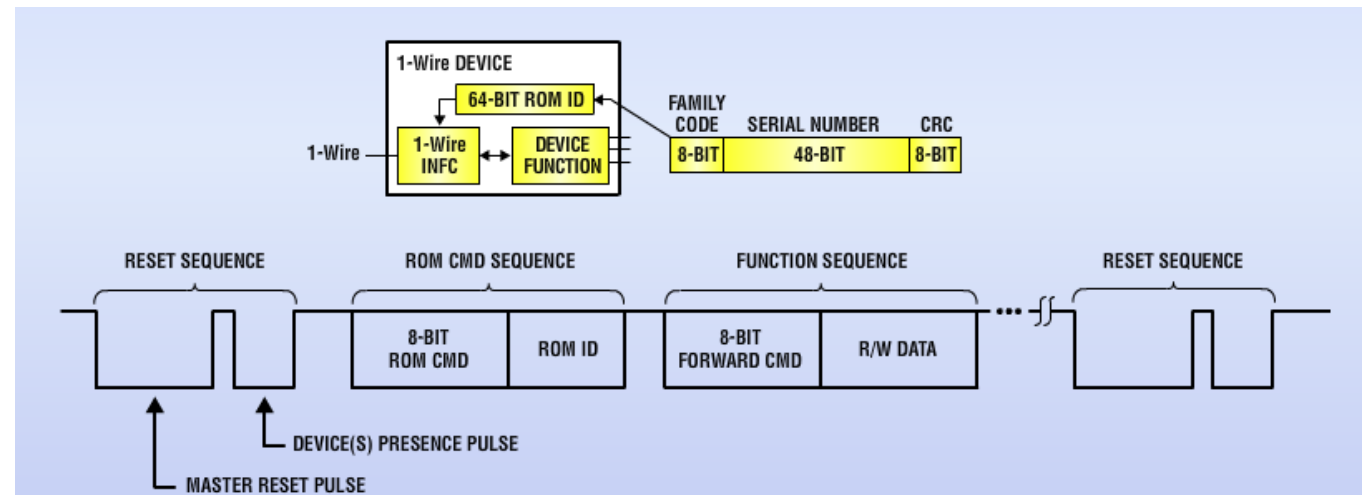 1-Wire DEVICE
64-BIT ROM ID
FAMILY
CODE SERIAL NUMBER CRC
1-Wire
1-Wire
INFC
DEVICE
FUNCTION
8-BIT 48-BIT 8-BIT
RESET SEQUENCE ROM CMD SEQUENCE FUNCTION SEQUENCE RESET SEQUENCE
8-BIT
ROM CMD
ROM ID
8-BIT
FORWARD CMD
R/W DATA
DEVICE(S) PRESENCE PULSE
MASTER RESET PULSE